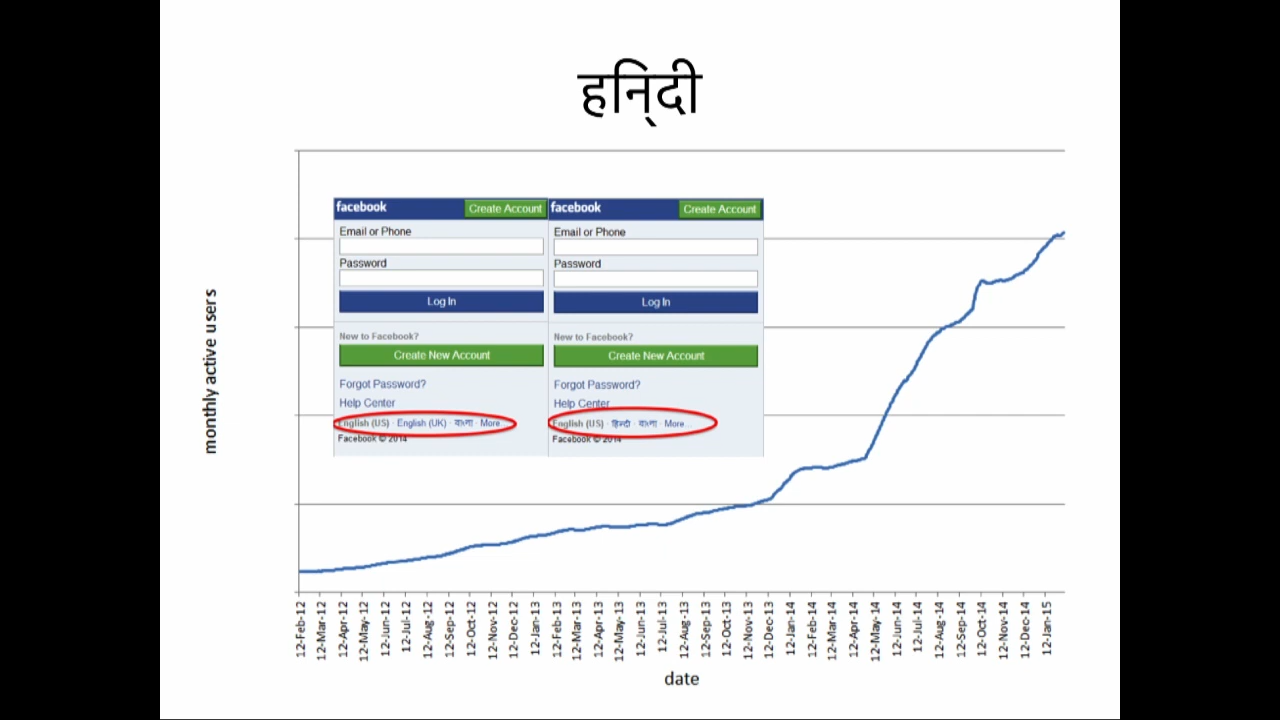 हनि्दी
monthly active users
facebook Create Account
Email or Phone
Password
Log In
New to Facebook?
Create New Account
Forgot Password?
Help Center
English (US) · English (UK) · বাংলা · More...
Facebook © 2014
facebook Create Account
Email or Phone
Password
Log In
New to Facebook?
Create New Account
Forgot Password?
Help Center
English (US) · हिन्दी · বাংলা · More...
Facebook © 2014
12-Feb-12
12-Mar-12
12-Apr-12
12-May-12
12-Jun-12
12-Jul-12
12-Aug-12
12-Sep-12
12-Oct-12
12-Nov-12
12-Dec-12
12-Jan-13
12-Feb-13
12-Mar-13
12-Apr-13
12-May-13
12-Jun-13
12-Jul-13
12-Aug-13
12-Sep-13
12-Oct-13
12-Nov-13
12-Dec-13
12-Jan-14
12-Feb-14
12-Mar-14
12-Apr-14
12-May-14
12-Jun-14
12-Jul-14
12-Aug-14
12-Sep-14
12-Oct-14
12-Nov-14
12-Dec-14
12-Jan-15
date